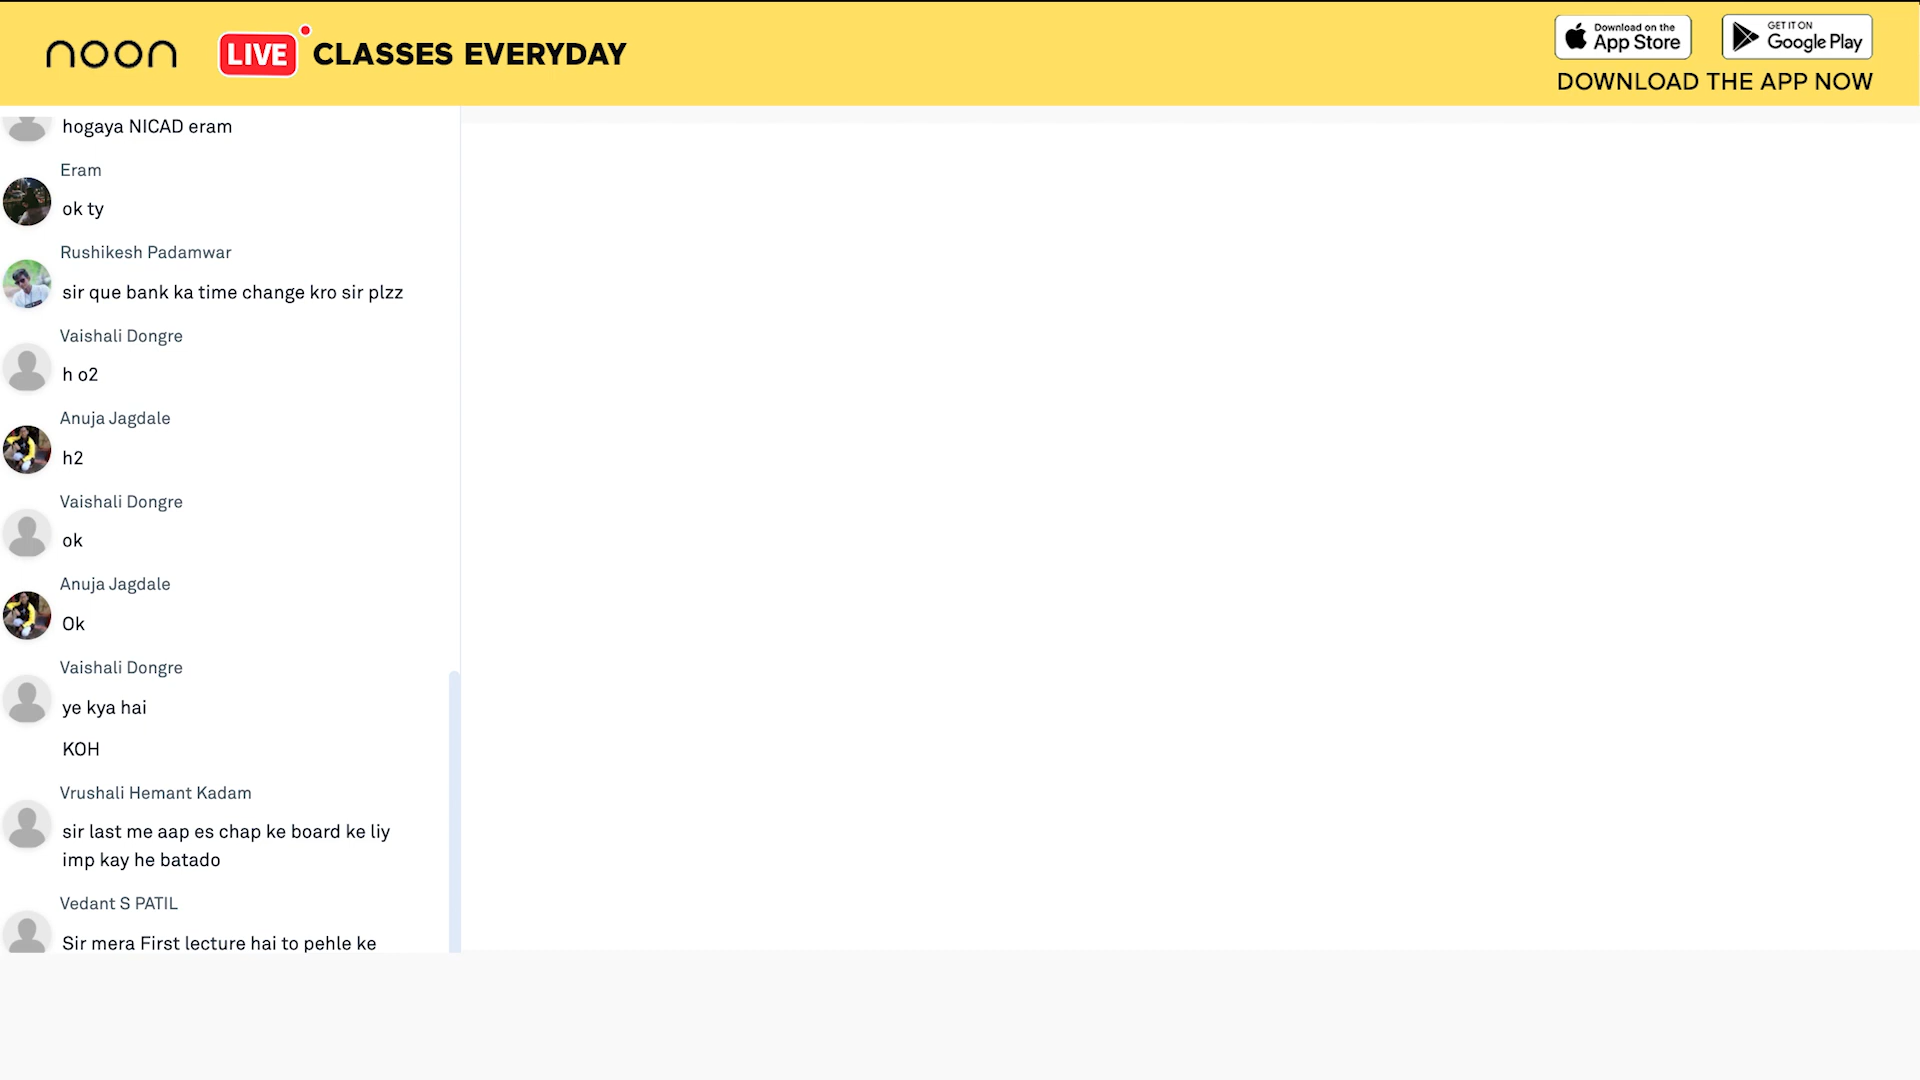 noon LIVE CLASSES EVERYDAY
Download on the App Store
GET IT ON Google Play
DOWNLOAD THE APP NOW
hogaya NICAD eram
Eram
ok ty
Rushikesh Padamwar
sir que bank ka time change kro sir plzz
Vaishali Dongre
h o2
Anuja Jagdale
h2
Vaishali Dongre
ok
Anuja Jagdale
Ok
Vaishali Dongre
ye kya hai
KOH
Vrushali Hemant Kadam
sir last me aap es chap ke board ke liy
imp kay he batado
Vedant S PATIL
Sir mera First lecture hai to pehle ke